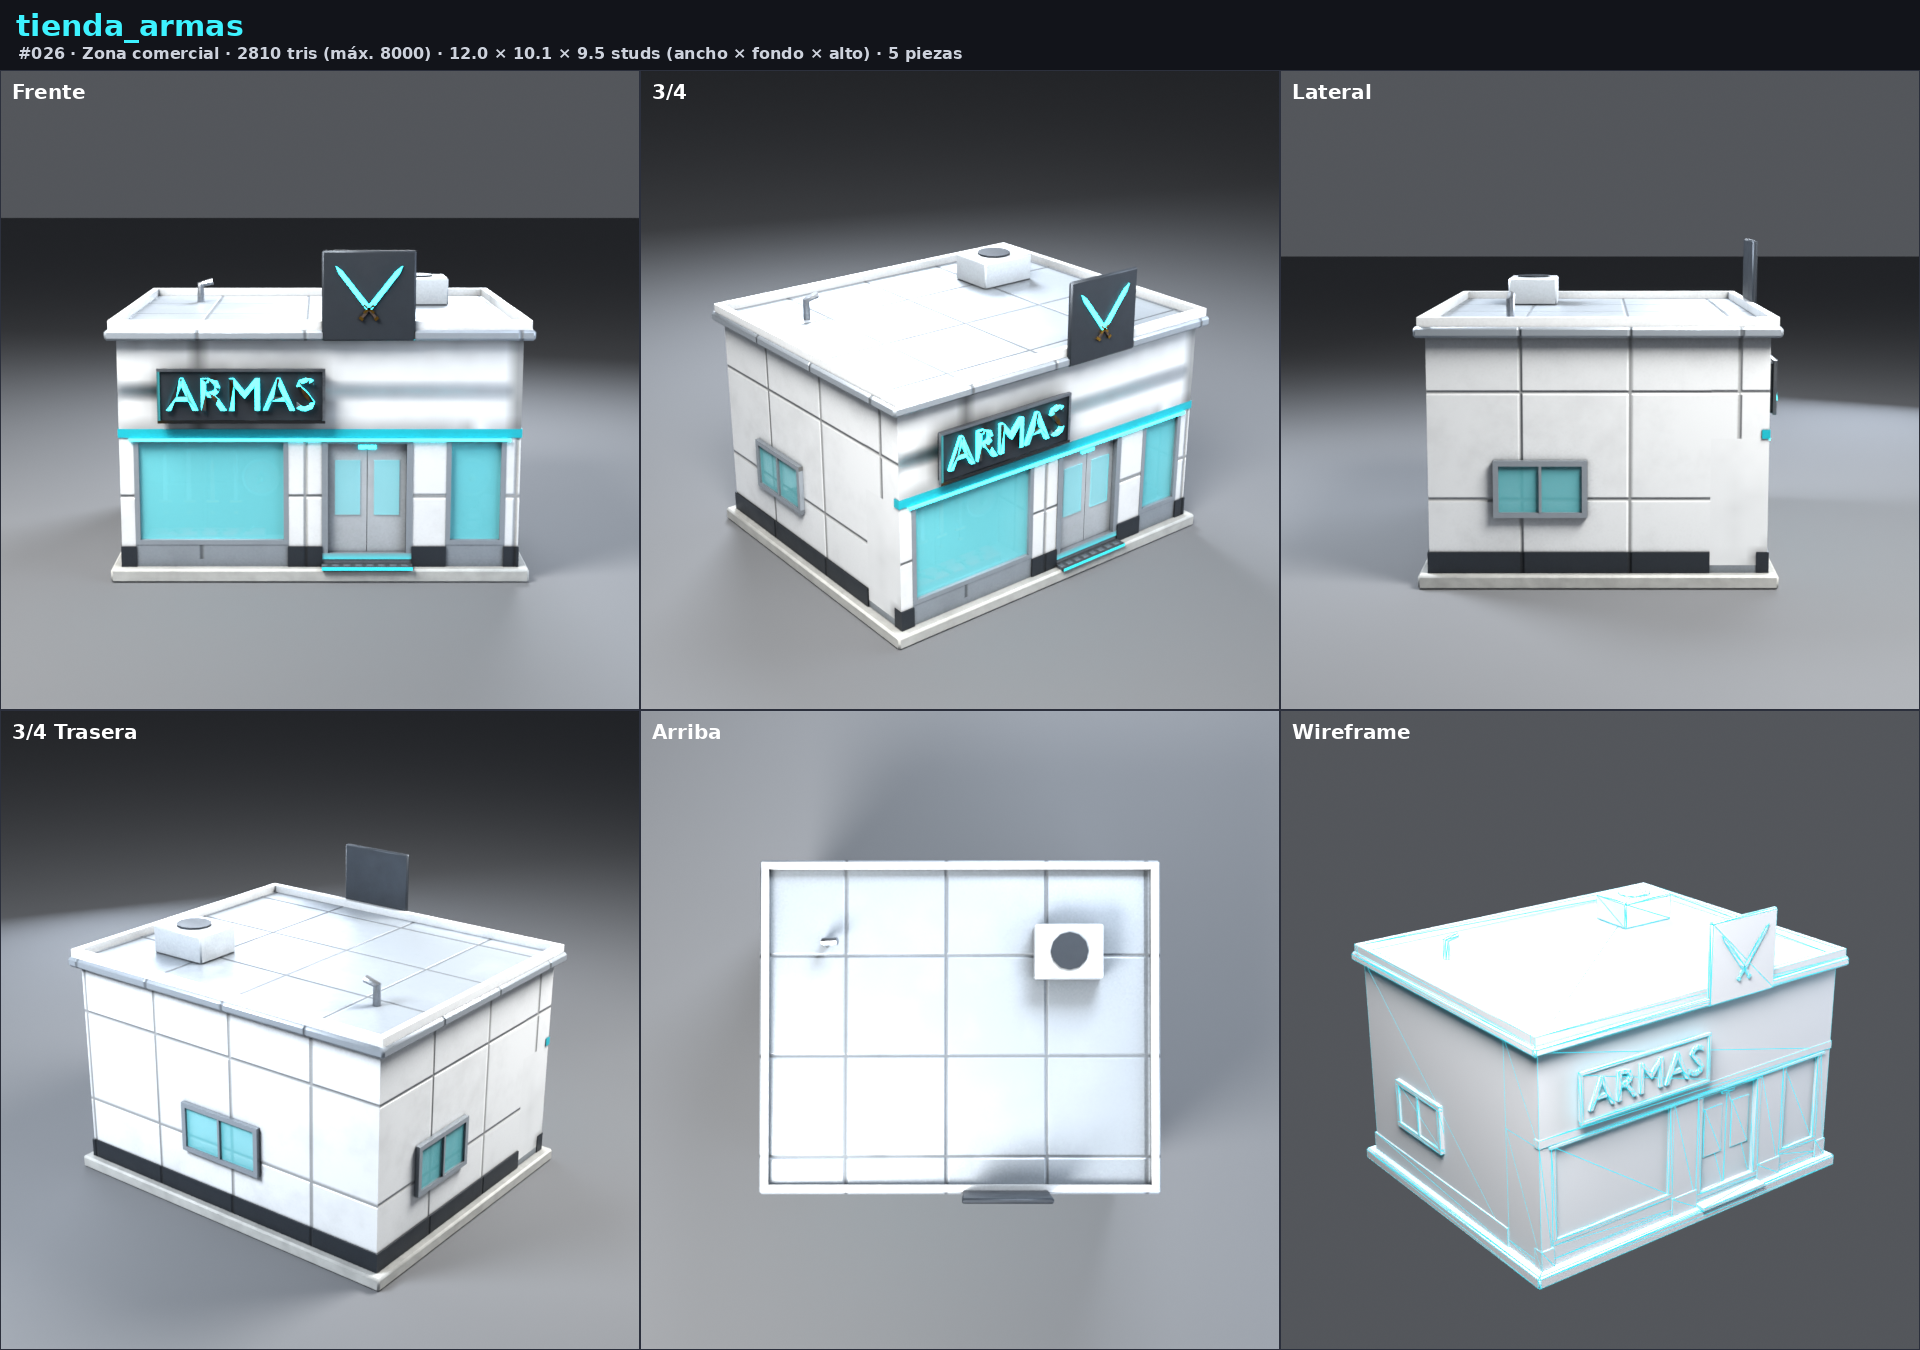 tienda_armas
#026 · Zona comercial · 2810 tris (máx. 8000) · 12.0 × 10.1 × 9.5 studs (ancho × fondo × alto) · 5 piezas
Frente
3/4
Lateral
ARMAS
ARMAS
3/4 Trasera
Arriba
Wireframe
ARMAS